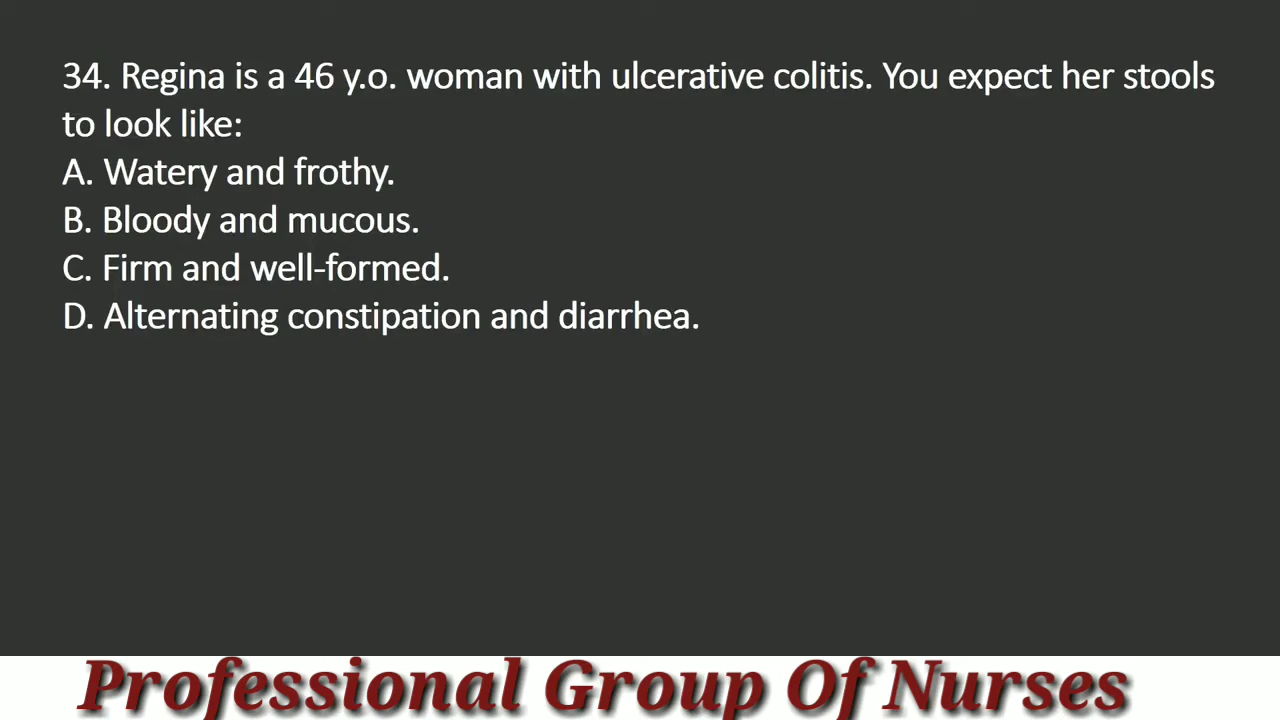 34. Regina is a 46 y.o. woman with ulcerative colitis. You expect her stools
to look like:
A. Watery and frothy.
B. Bloody and mucous.
C. Firm and well-formed.
D. Alternating constipation and diarrhea.
Professional Group Of Nurses